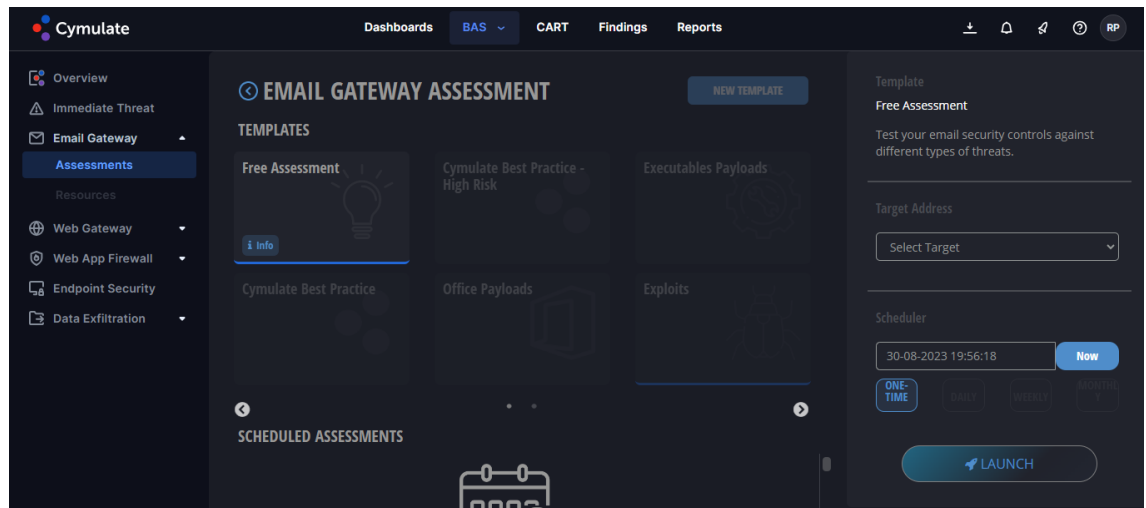 Cymulate
Dashboards BAS CART Findings Reports
RP
Overview
Immediate Threat
Email Gateway
Assessments
Resources
Web Gateway
Web App Firewall
Endpoint Security
Data Exfiltration
EMAIL GATEWAY ASSESSMENT
NEW TEMPLATE
TEMPLATES
Free Assessment
i Info
Cymulate Best Practice -
High Risk
Executables Payloads
Cymulate Best Practice
Office Payloads
Exploits
SCHEDULED ASSESSMENTS
Template
Free Assessment
Test your email security controls against
different types of threats.
Target Address
Select Target
Scheduler
30-08-2023 19:56:18
Now
ONE-
TIME
DAILY
WEEKLY
MONTHL
Y
LAUNCH